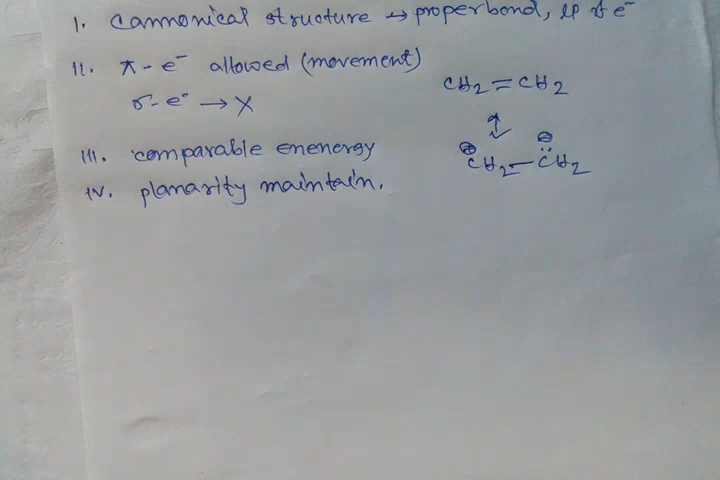 I. Cannonical structure → proper bond, lp of e⁻
II. π-e⁻ allowed (movement)
σ-e⁻ → X
CH₂=CH₂
↕
⊕CH₂-C̈H₂⊖
III. comparable enenergy
IV. planarity maintain.